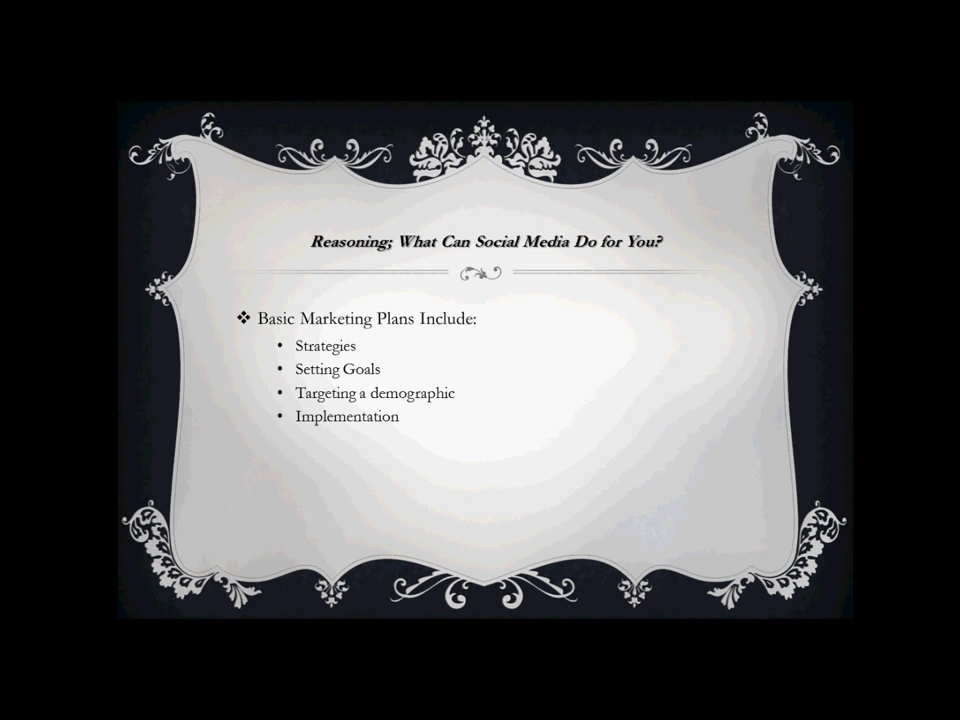 Reasoning; What Can Social Media Do for You?
❖ Basic Marketing Plans Include:
• Strategies
• Setting Goals
• Targeting a demographic
• Implementation